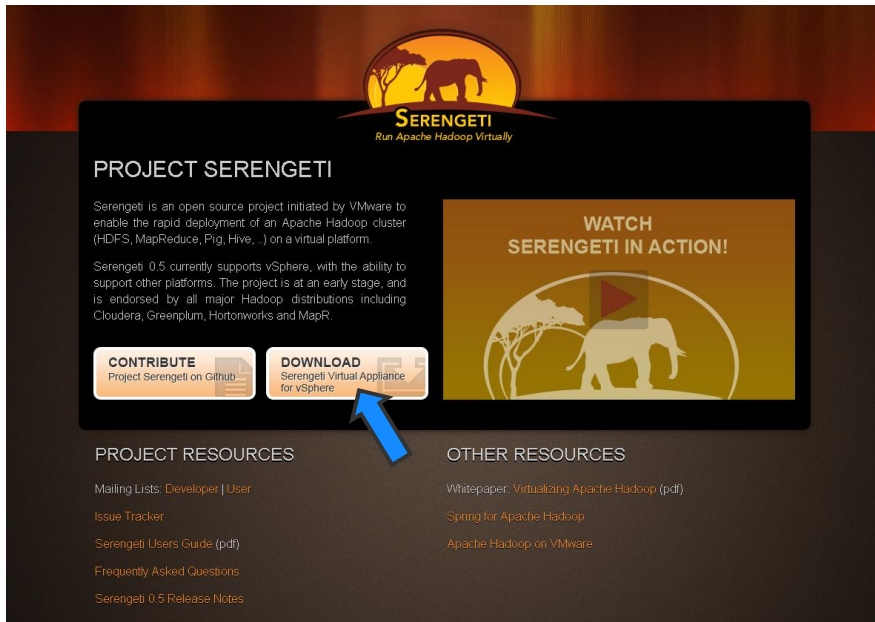 SERENGETI
Run Apache Hadoop Virtually
PROJECT SERENGETI
Serengeti is an open source project initiated by VMware to
enable the rapid deployment of an Apache Hadoop cluster
(HDFS, MapReduce, Pig, Hive, ..) on a virtual platform.
Serengeti 0.5 currently supports vSphere, with the ability to
support other platforms. The project is at an early stage, and
is endorsed by all major Hadoop distributions including
Cloudera, Greenplum, Hortonworks and MapR.
WATCH
SERENGETI IN ACTION!
CONTRIBUTE
Project Serengeti on Github
DOWNLOAD
Serengeti Virtual Appliance
for vSphere
PROJECT RESOURCES
Mailing Lists: Developer | User
Issue Tracker
Serengeti Users Guide (pdf)
Frequently Asked Questions
Serengeti 0.5 Release Notes
OTHER RESOURCES
Whitepaper: Virtualizing Apache Hadoop (pdf)
Spring for Apache Hadoop
Apache Hadoop on VMware